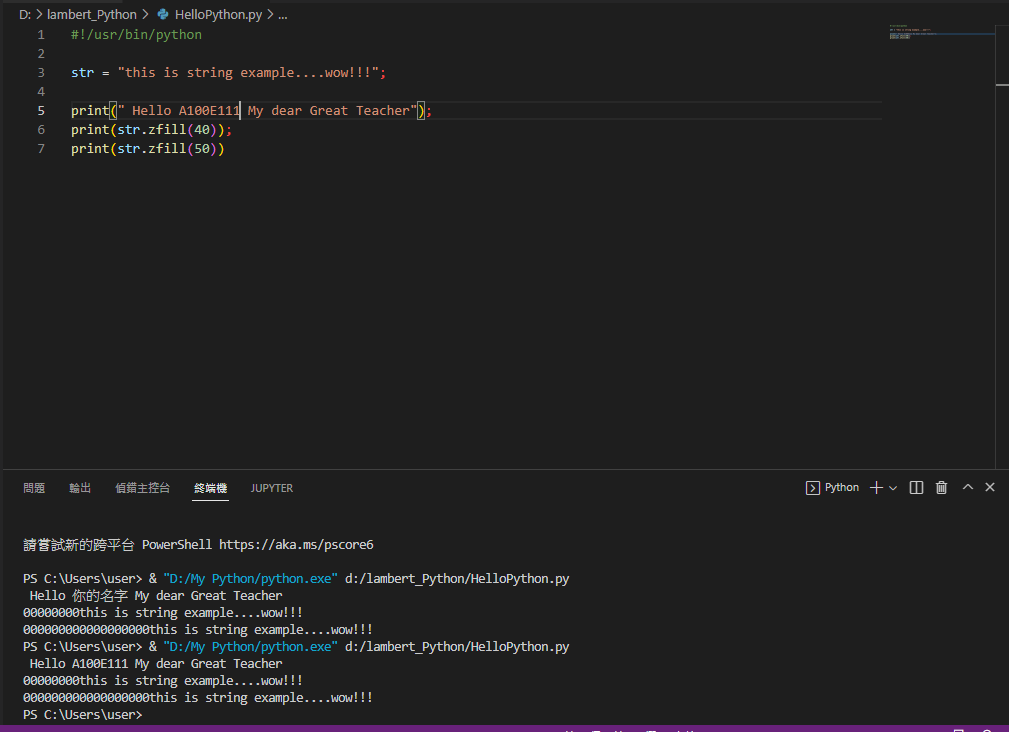 D: > lambert_Python > HelloPython.py > ...
1 #!/usr/bin/python
2
3 str = "this is string example....wow!!!";
4
5 print(" Hello A100E111 My dear Great Teacher");
6 print(str.zfill(40));
7 print(str.zfill(50))
問題 輸出 偵錯主控台 終端機 JUPYTER Python
請嘗試新的跨平台 PowerShell https://aka.ms/pscore6
PS C:\Users\user> & "D:/My Python/python.exe" d:/lambert_Python/HelloPython.py
Hello 你的名字 My dear Great Teacher
00000000this is string example....wow!!!
000000000000000000this is string example....wow!!!
PS C:\Users\user> & "D:/My Python/python.exe" d:/lambert_Python/HelloPython.py
Hello A100E111 My dear Great Teacher
00000000this is string example....wow!!!
000000000000000000this is string example....wow!!!
PS C:\Users\user>